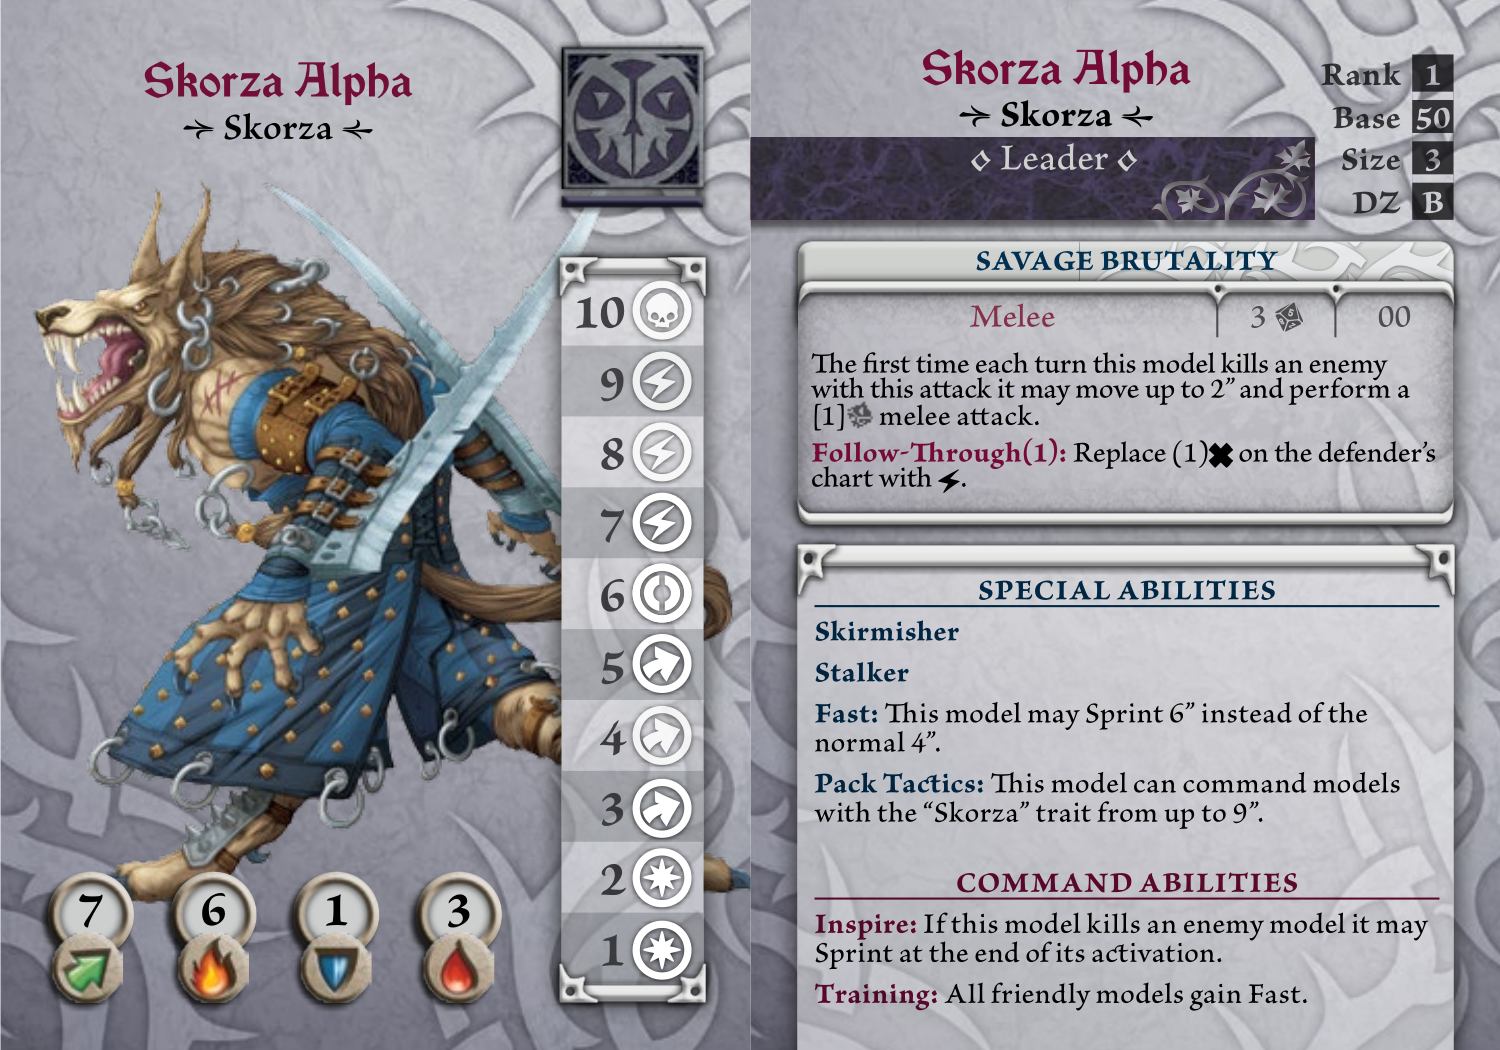 Skorza Alpha
Skorza
10
9
8
7
6
5
4
3
2
1
7
6
1
3
Skorza Alpha
Skorza
Leader
Rank 1
Base 50
Size 3
DZ B
SAVAGE BRUTALITY
Melee 3 00
The first time each turn this model kills an enemy
with this attack it may move up to 2” and perform a
[1] melee attack.
Follow-Through(1): Replace (1)✖ on the defender’s
chart with ⚡.
SPECIAL ABILITIES
Skirmisher
Stalker
Fast: This model may Sprint 6” instead of the
normal 4”.
Pack Tactics: This model can command models
with the “Skorza” trait from up to 9”.
COMMAND ABILITIES
Inspire: If this model kills an enemy model it may
Sprint at the end of its activation.
Training: All friendly models gain Fast.